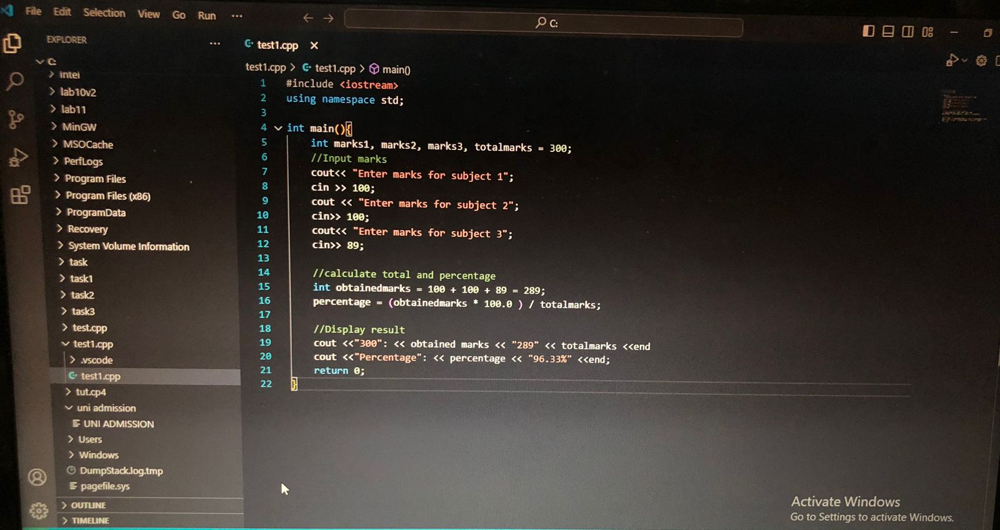 File Edit Selection View Go Run ...
C:
EXPLORER ...
test1.cpp
C:
Intel
lab10v2
lab11
MinGW
MSOCache
PerfLogs
Program Files
Program Files (x86)
ProgramData
Recovery
System Volume Information
task
task1
task2
task3
test.cpp
test1.cpp
.vscode
test1.cpp
tut.cp4
uni admission
UNI ADMISSION
Users
Windows
DumpStack.log.tmp
pagefile.sys
OUTLINE
TIMELINE
test1.cpp > test1.cpp > main()
1 #include <iostream>
2 using namespace std;
3
4 int main(){
5 int marks1, marks2, marks3, totalmarks = 300;
6 //Input marks
7 cout<< "Enter marks for subject 1";
8 cin >> 100;
9 cout << "Enter marks for subject 2";
10 cin>> 100;
11 cout<< "Enter marks for subject 3";
12 cin>> 89;
13
14 //calculate total and percentage
15 int obtainedmarks = 100 + 100 + 89 = 289;
16 percentage = (obtainedmarks * 100.0 ) / totalmarks;
17
18 //Display result
19 cout <<"300": << obtained marks << "289" << totalmarks <<end
20 cout <<"Percentage": << percentage << "96.33%" <<end;
21 return 0;
22 }
Activate Windows
Go to Settings to activate Windows.